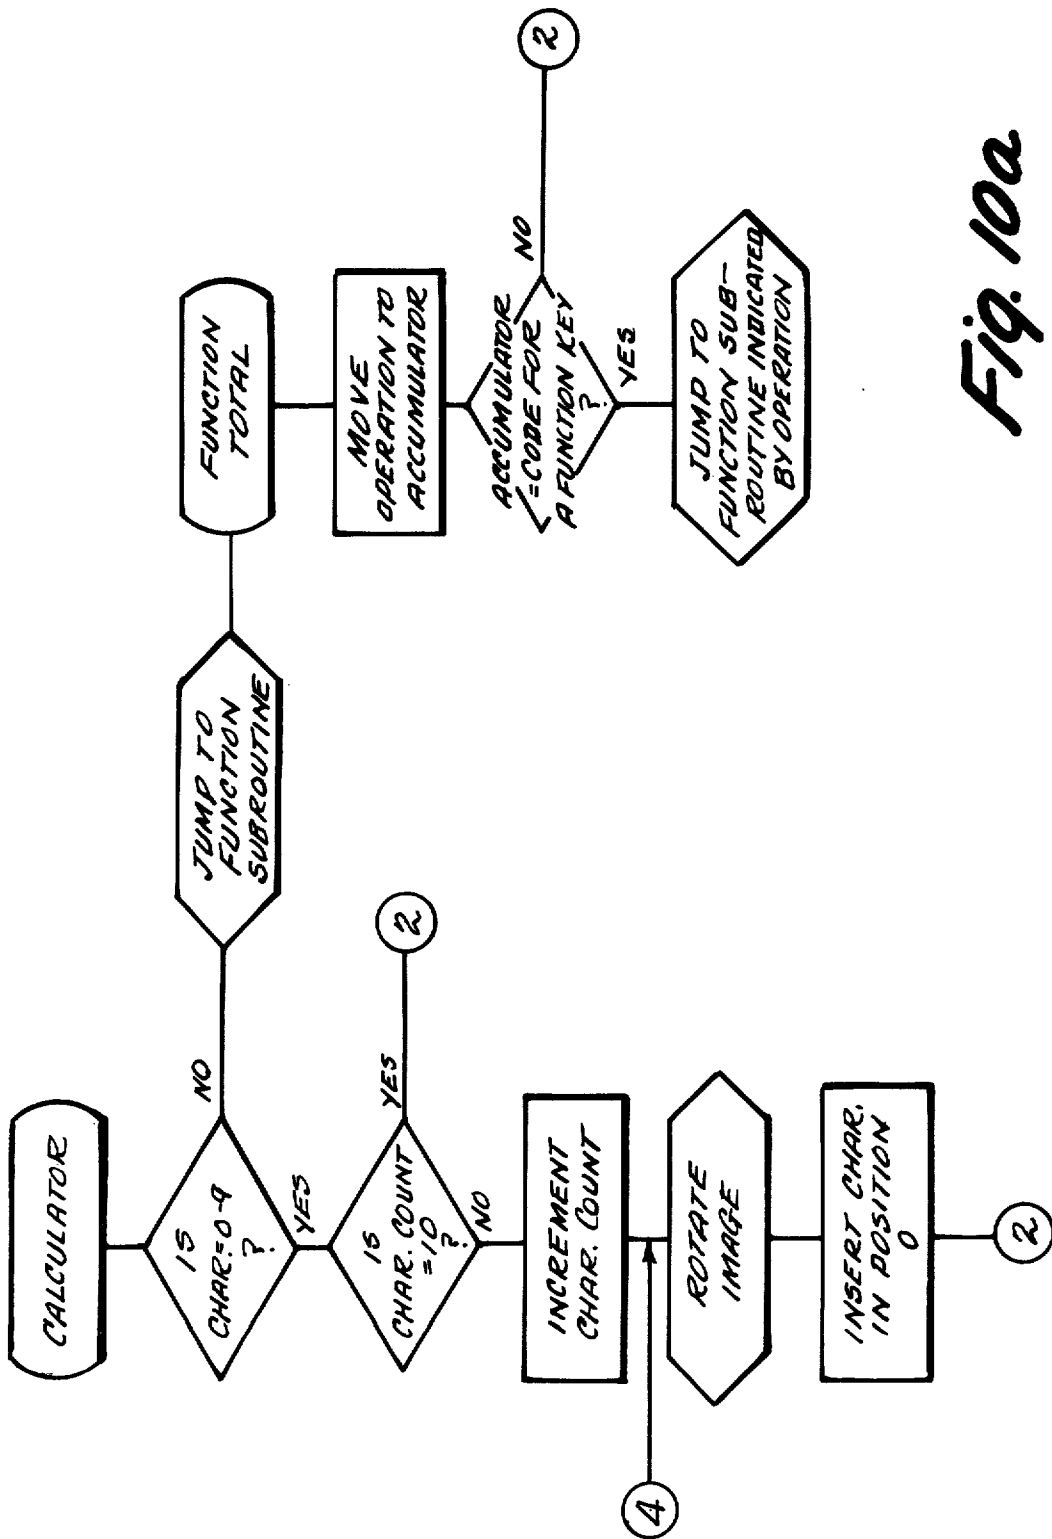 CALCULATOR
IS
CHAR.=0-9
?
NO
YES
JUMP TO
FUNCTION
SUBROUTINE
IS
CHAR. COUNT
=10
?
YES
2
NO
INCREMENT
CHAR. COUNT
4
ROTATE
IMAGE
INSERT CHAR.
IN POSITION
0
2
FUNCTION
TOTAL
MOVE
OPERATION TO
ACCUMULATOR
ACCUMULATOR
=CODE FOR
A FUNCTION KEY
?
NO
2
YES
JUMP TO
FUNCTION SUB-
ROUTINE INDICATED
BY OPERATION
Fig. 10a